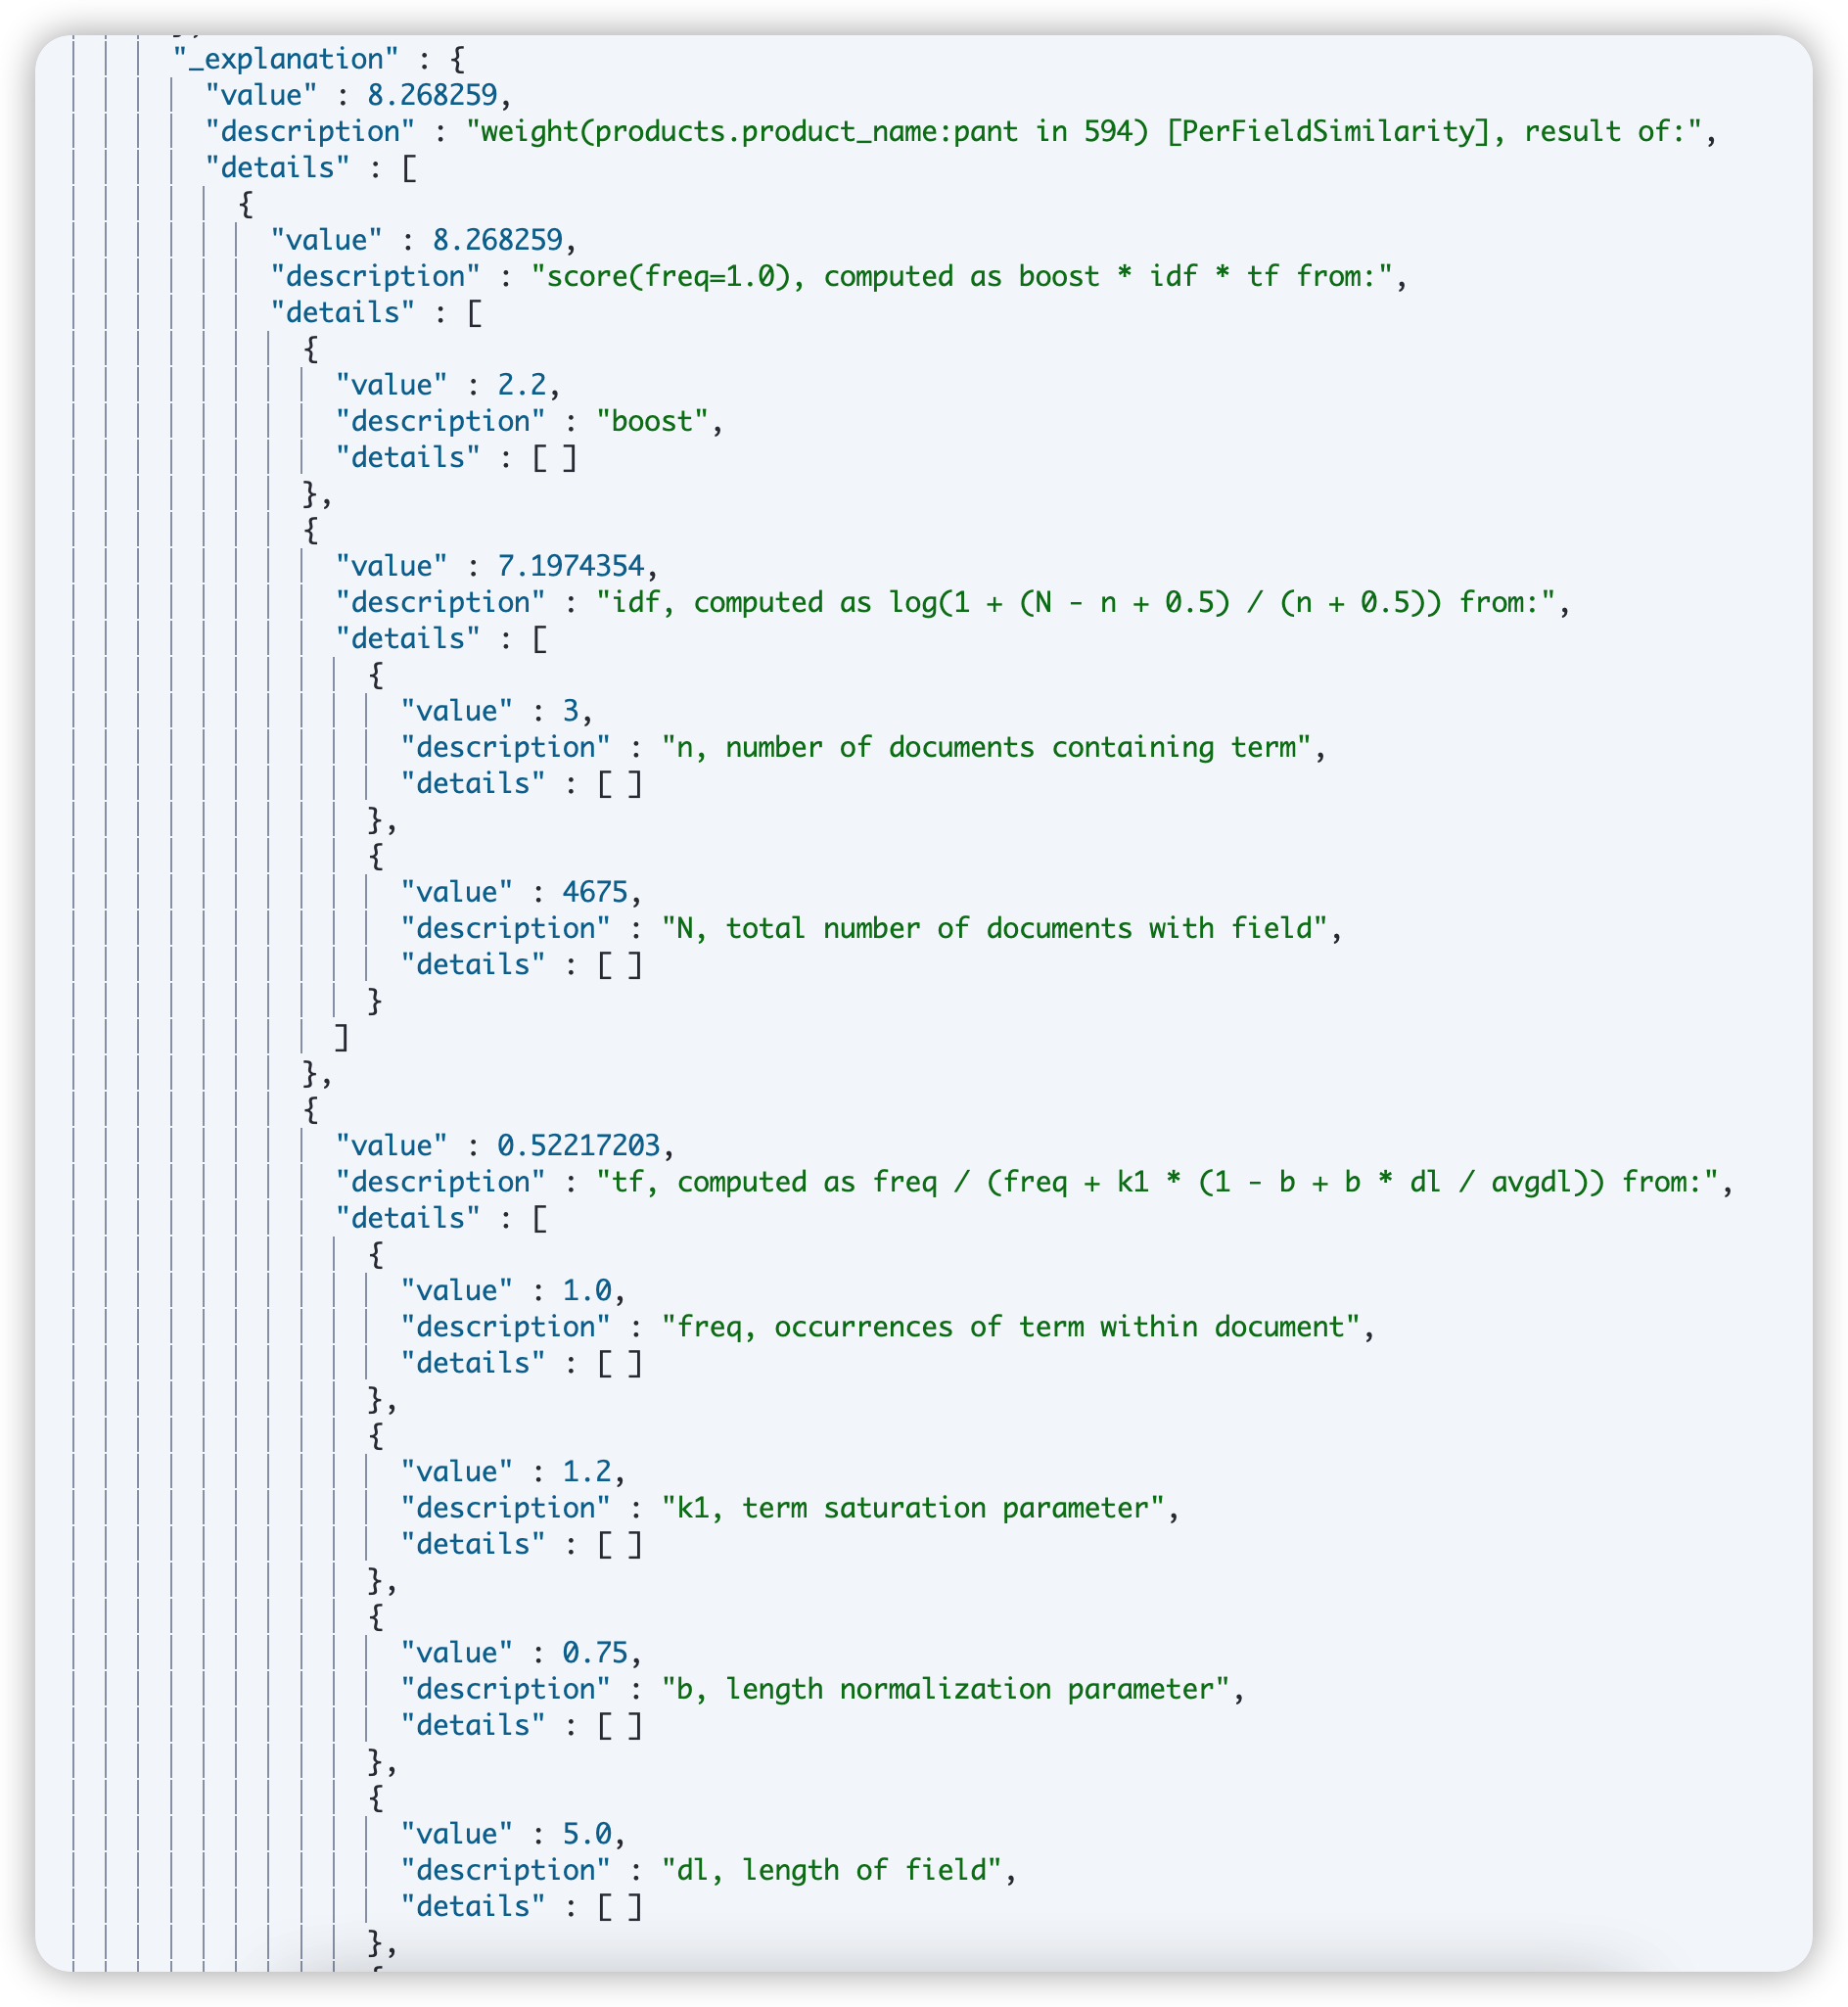 "_explanation" : {
"value" : 8.268259,
"description" : "weight(products.product_name:pant in 594) [PerFieldSimilarity], result of:",
"details" : [
{
"value" : 8.268259,
"description" : "score(freq=1.0), computed as boost * idf * tf from:",
"details" : [
{
"value" : 2.2,
"description" : "boost",
"details" : [ ]
},
{
"value" : 7.1974354,
"description" : "idf, computed as log(1 + (N - n + 0.5) / (n + 0.5)) from:",
"details" : [
{
"value" : 3,
"description" : "n, number of documents containing term",
"details" : [ ]
},
{
"value" : 4675,
"description" : "N, total number of documents with field",
"details" : [ ]
}
]
},
{
"value" : 0.52217203,
"description" : "tf, computed as freq / (freq + k1 * (1 - b + b * dl / avgdl)) from:",
"details" : [
{
"value" : 1.0,
"description" : "freq, occurrences of term within document",
"details" : [ ]
},
{
"value" : 1.2,
"description" : "k1, term saturation parameter",
"details" : [ ]
},
{
"value" : 0.75,
"description" : "b, length normalization parameter",
"details" : [ ]
},
{
"value" : 5.0,
"description" : "dl, length of field",
"details" : [ ]
},